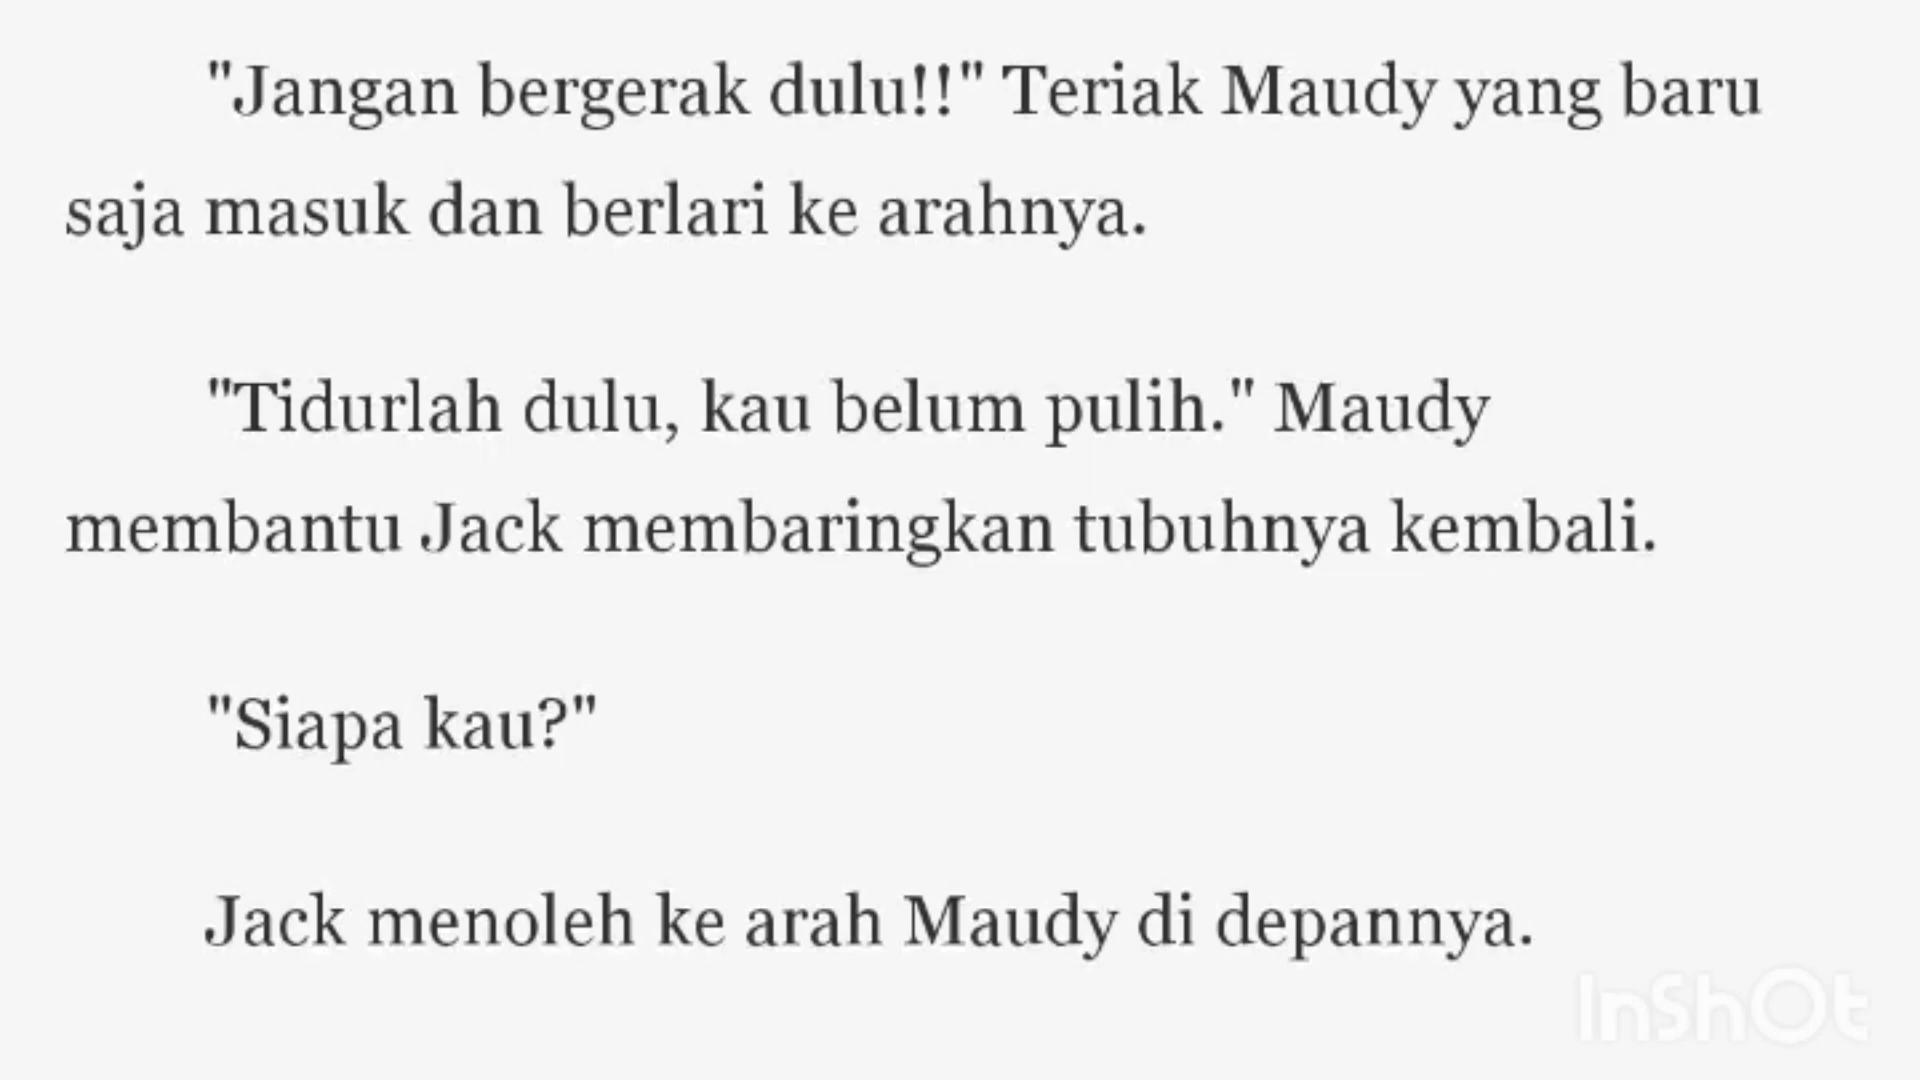 "Jangan bergerak dulu!!" Teriak Maudy yang baru
saja masuk dan berlari ke arahnya.
"Tidurlah dulu, kau belum pulih." Maudy
membantu Jack membaringkan tubuhnya kembali.
"Siapa kau?"
Jack menoleh ke arah Maudy di depannya.
InShOt